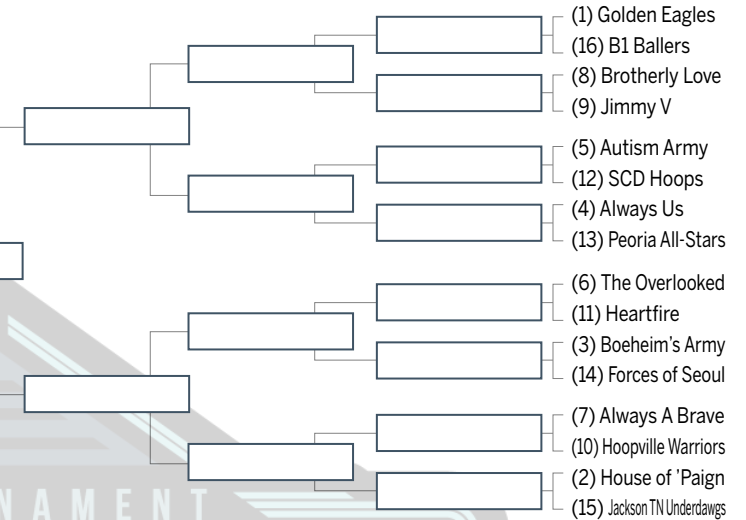 (1) Golden Eagles
(16) B1 Ballers
(8) Brotherly Love
(9) Jimmy V
(5) Autism Army
(12) SCD Hoops
(4) Always Us
(13) Peoria All-Stars
(6) The Overlooked
(11) Heartfire
(3) Boeheim’s Army
(14) Forces of Seoul
(7) Always A Brave
(10) Hoopville Warriors
(2) House of ’Paign
(15) Jackson TN Underdawgs
NAMENT